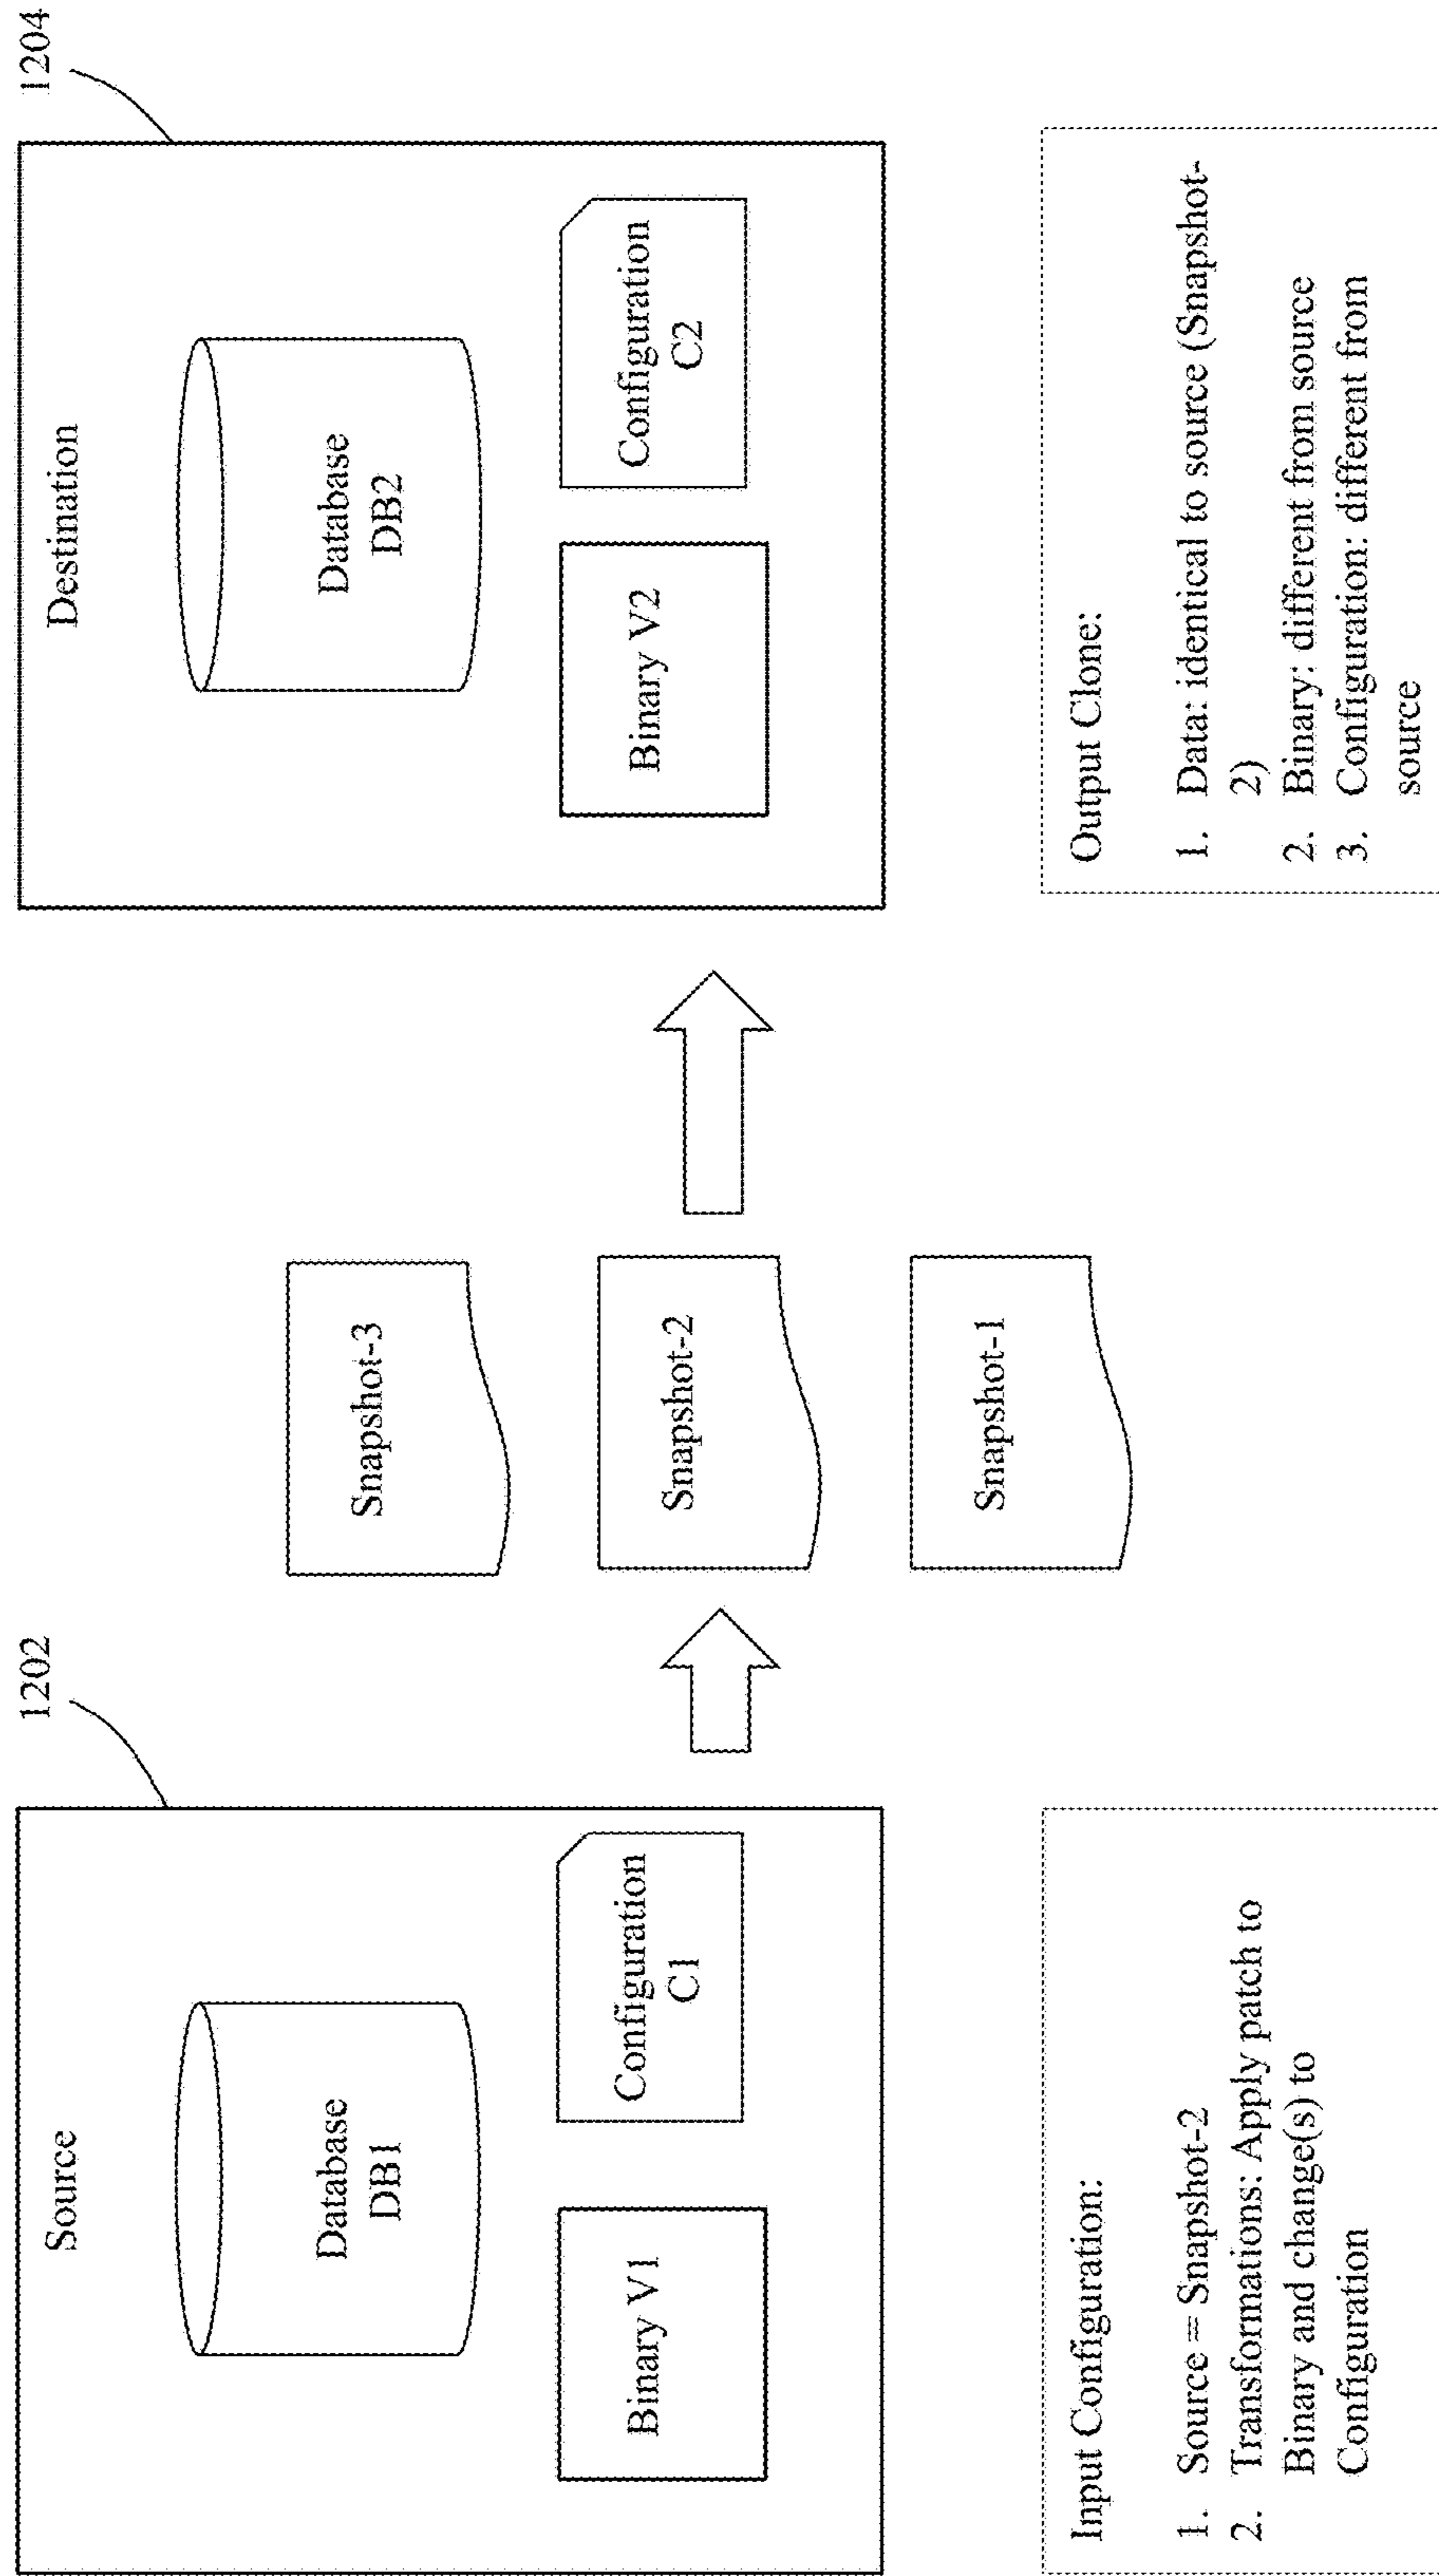 1202
Source
Database
DB1
Binary V1
Configuration
C1
Snapshot-3
Snapshot-2
Snapshot-1
1204
Destination
Database
DB2
Binary V2
Configuration
C2
Input Configuration:
1. Source = Snapshot-2
2. Transformations: Apply patch to
Binary and change(s) to
Configuration
Output Clone:
1. Data: identical to source (Snapshot-
2)
2. Binary: different from source
3. Configuration: different from
source